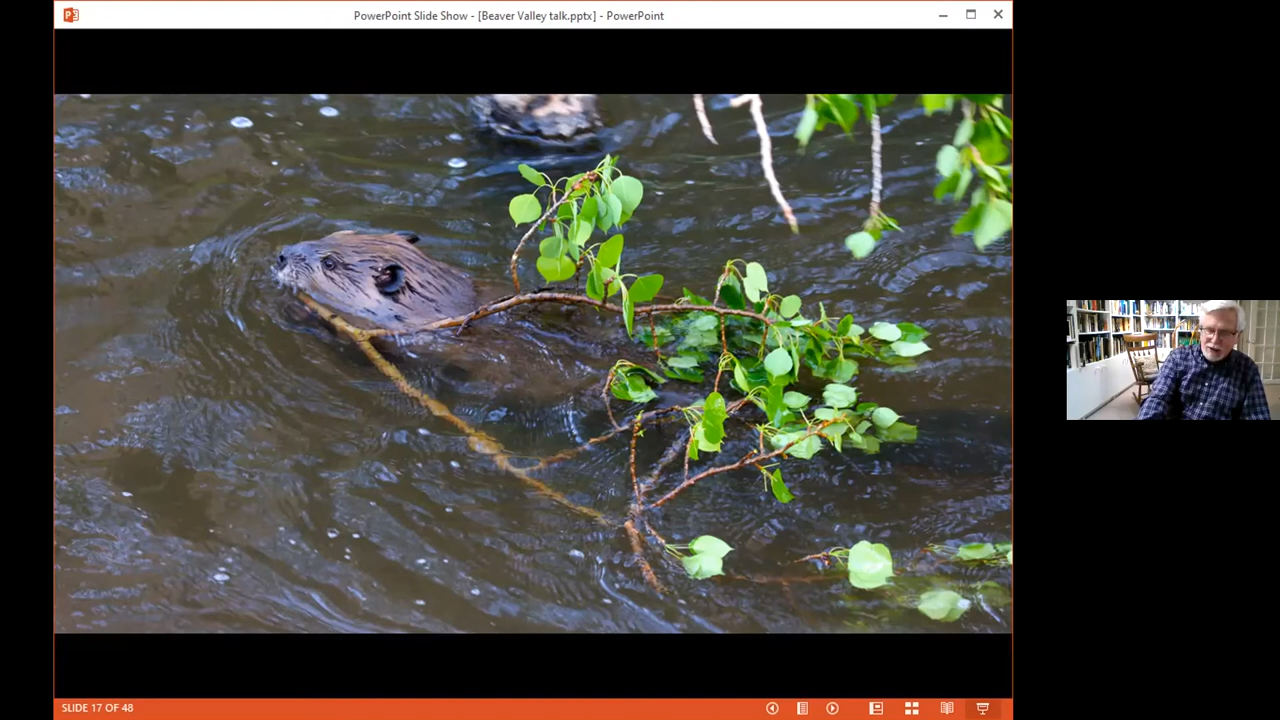 PowerPoint Slide Show - [Beaver Valley talk.pptx] - PowerPoint
SLIDE 17 OF 48